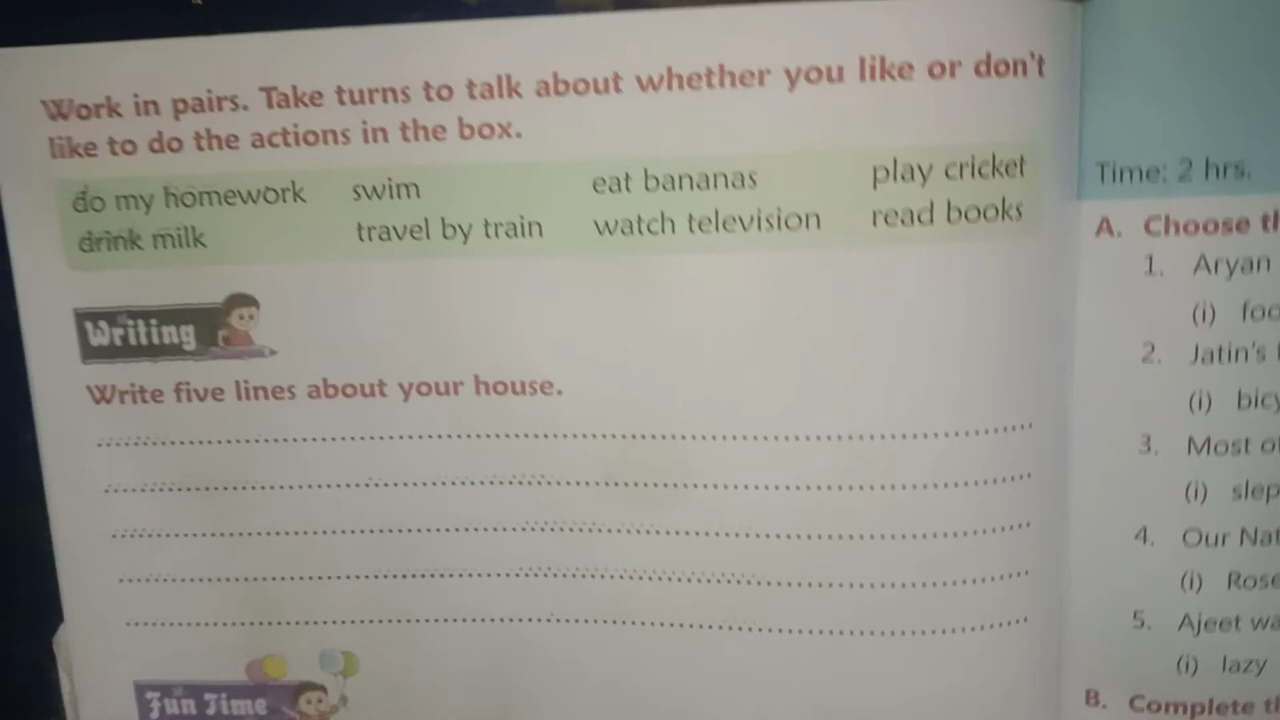 Work in pairs. Take turns to talk about whether you like or don't
like to do the actions in the box.
do my homework swim eat bananas play cricket
drink milk travel by train watch television read books
Writing
Write five lines about your house.
Fun Time
Time: 2 hrs.
A. Choose
1. Aryan
(i)
2. Jatin's
(i)
3. Most
(i)
4. Our
(i)
5. Ajeet
(i) lazy
B. Complete